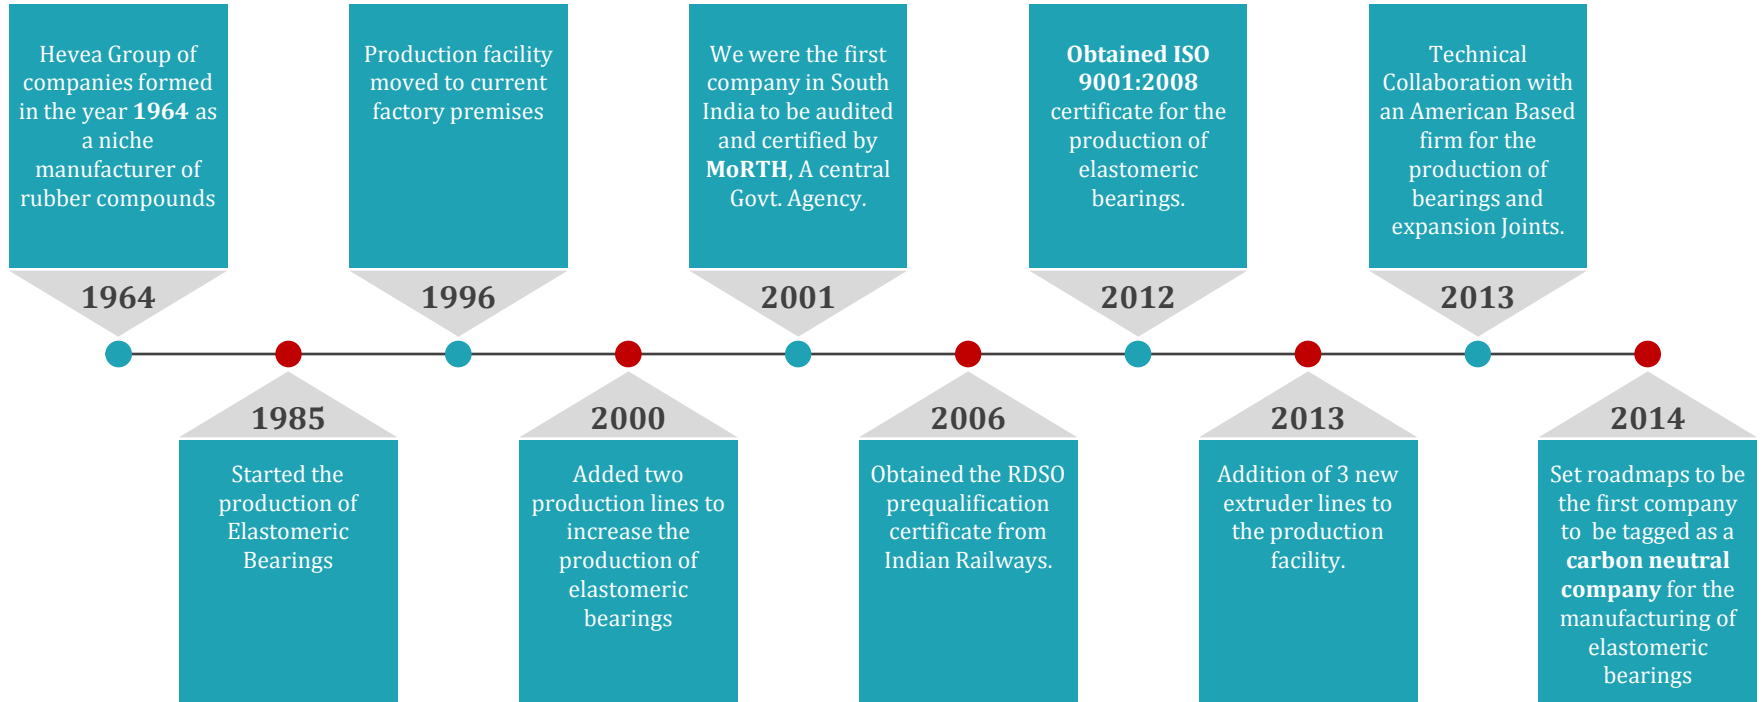 Hevea Group of
companies formed
in the year 1964 as
a niche
manufacturer of
rubber compounds
1964
Production facility
moved to current
factory premises
1996
We were the first
company in South
India to be audited
and certified by
MoRTH, A central
Govt. Agency.
2001
Obtained ISO
9001:2008
certificate for the
production of
elastomeric
bearings.
2012
Technical
Collaboration with
an American Based
firm for the
production of
bearings and
expansion Joints.
2013
1985
Started the
production of
Elastomeric
Bearings
2000
Added two
production lines to
increase the
production of
elastomeric
bearings
2006
Obtained the RDSO
prequalification
certificate from
Indian Railways.
2013
Addition of 3 new
extruder lines to
the production
facility.
2014
Set roadmaps to be
the first company
to be tagged as a
carbon neutral
company for the
manufacturing of
elastomeric
bearings